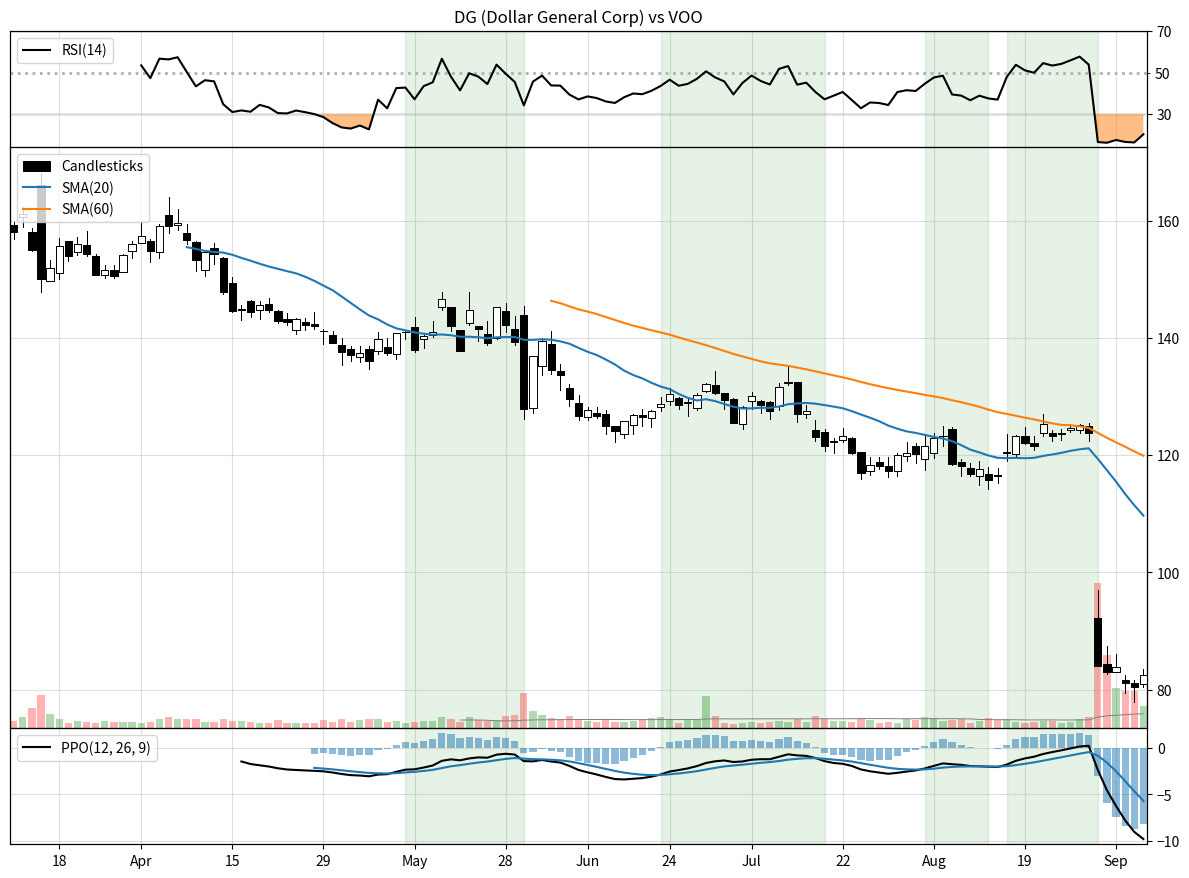 DG (Dollar General Corp) vs VOO
RSI(14)
70
50
30
Candlesticks
SMA(20)
SMA(60)
160
140
120
100
80
PPO(12, 26, 9)
0
−5
−10
18 Apr 15 29 May 28 Jun 24 Jul 22 Aug 19 Sep